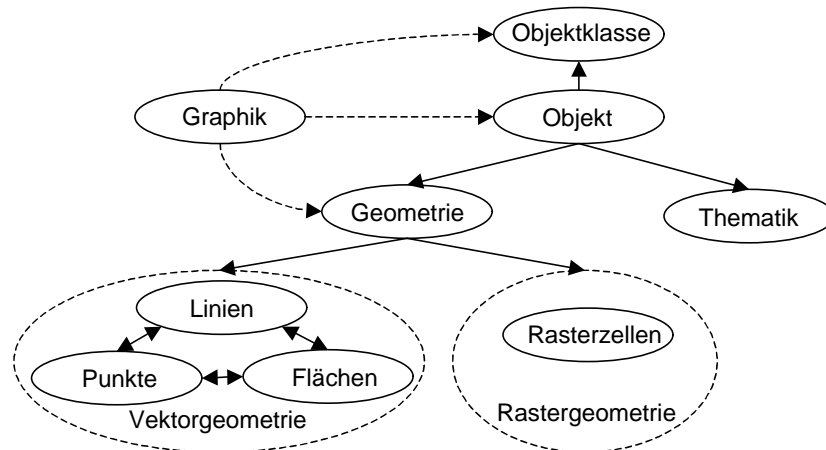 Objektklasse
Graphik
Objekt
Geometrie
Thematik
Linien
Rasterzellen
Punkte
Flächen
Vektorgeometrie
Rastergeometrie